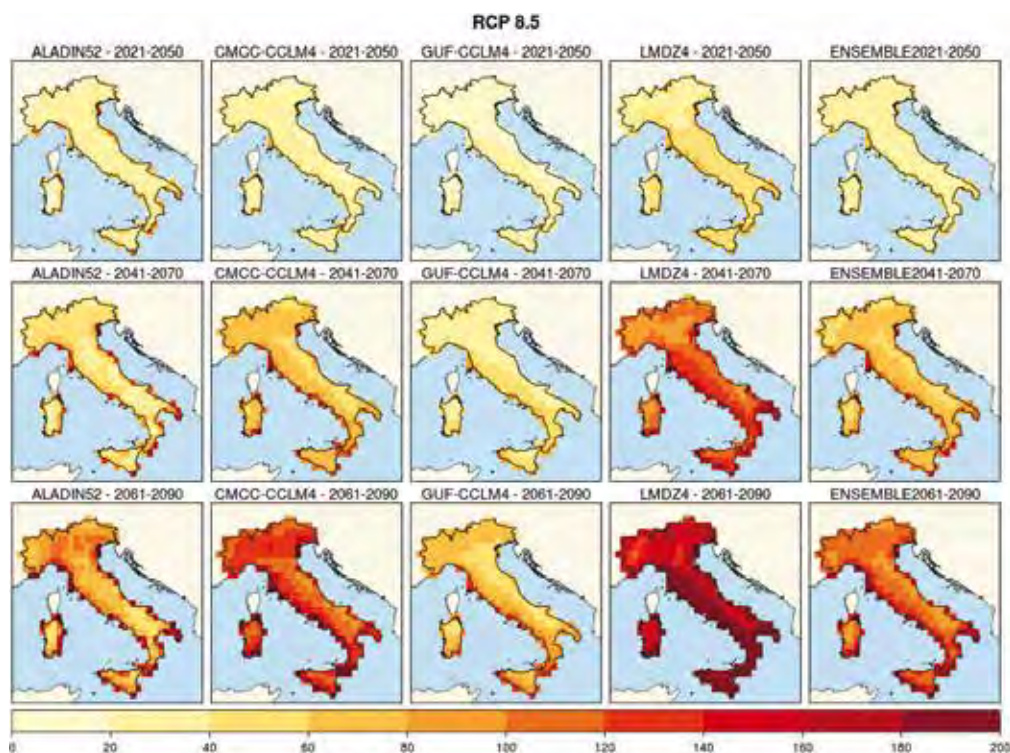 RCP 8.5
ALADIN52 - 2021-2050 CMCC-CCLM4 - 2021-2050 GUF-CCLM4 - 2021-2050 LMDZ4 - 2021-2050 ENSEMBLE2021-2050
ALADIN52 - 2041-2070 CMCC-CCLM4 - 2041-2070 GUF-CCLM4 - 2041-2070 LMDZ4 - 2041-2070 ENSEMBLE2041-2070
ALADIN52 - 2061-2090 CMCC-CCLM4 - 2061-2090 GUF-CCLM4 - 2061-2090 LMDZ4 - 2061-2090 ENSEMBLE2061-2090
0 20 40 60 80 100 120 140 160 180 200